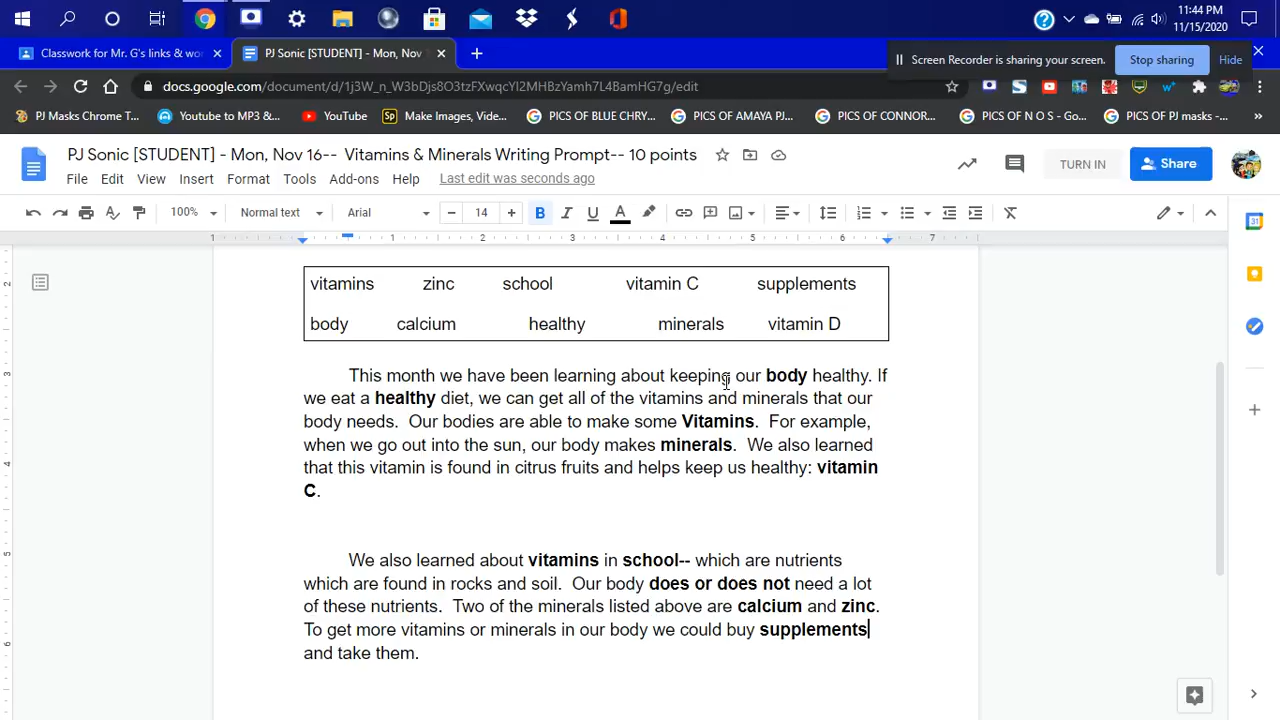 11:44 PM
11/15/2020
Classwork for Mr. G's links & wo
PJ Sonic [STUDENT] - Mon, Nov
Screen Recorder is sharing your screen.
Stop sharing
Hide
docs.google.com/document/d/1j3W_n_W3bDjs8O3tzFXwqcYl2MHBzYamh7L4BamHG7g/edit
PJ Masks Chrome T...
Youtube to MP3 &...
YouTube
Sp Make Images, Vide...
PICS OF BLUE CHRY...
PICS OF AMAYA PJ...
PICS OF CONNOR...
PICS OF N O S - Go...
PICS OF PJ masks -...
PJ Sonic [STUDENT] - Mon, Nov 16-- Vitamins & Minerals Writing Prompt-- 10 points
TURN IN
Share
File Edit View Insert Format Tools Add-ons Help Last edit was seconds ago
100% Normal text Arial 14 B I U A
1 1 2 3 4 5 6 7
vitamins zinc school vitamin C supplements
body calcium healthy minerals vitamin D
This month we have been learning about keeping our body healthy. If
we eat a healthy diet, we can get all of the vitamins and minerals that our
body needs. Our bodies are able to make some Vitamins. For example,
when we go out into the sun, our body makes minerals. We also learned
that this vitamin is found in citrus fruits and helps keep us healthy: vitamin
C.
We also learned about vitamins in school-- which are nutrients
which are found in rocks and soil. Our body does or does not need a lot
of these nutrients. Two of the minerals listed above are calcium and zinc.
To get more vitamins or minerals in our body we could buy supplements
and take them.